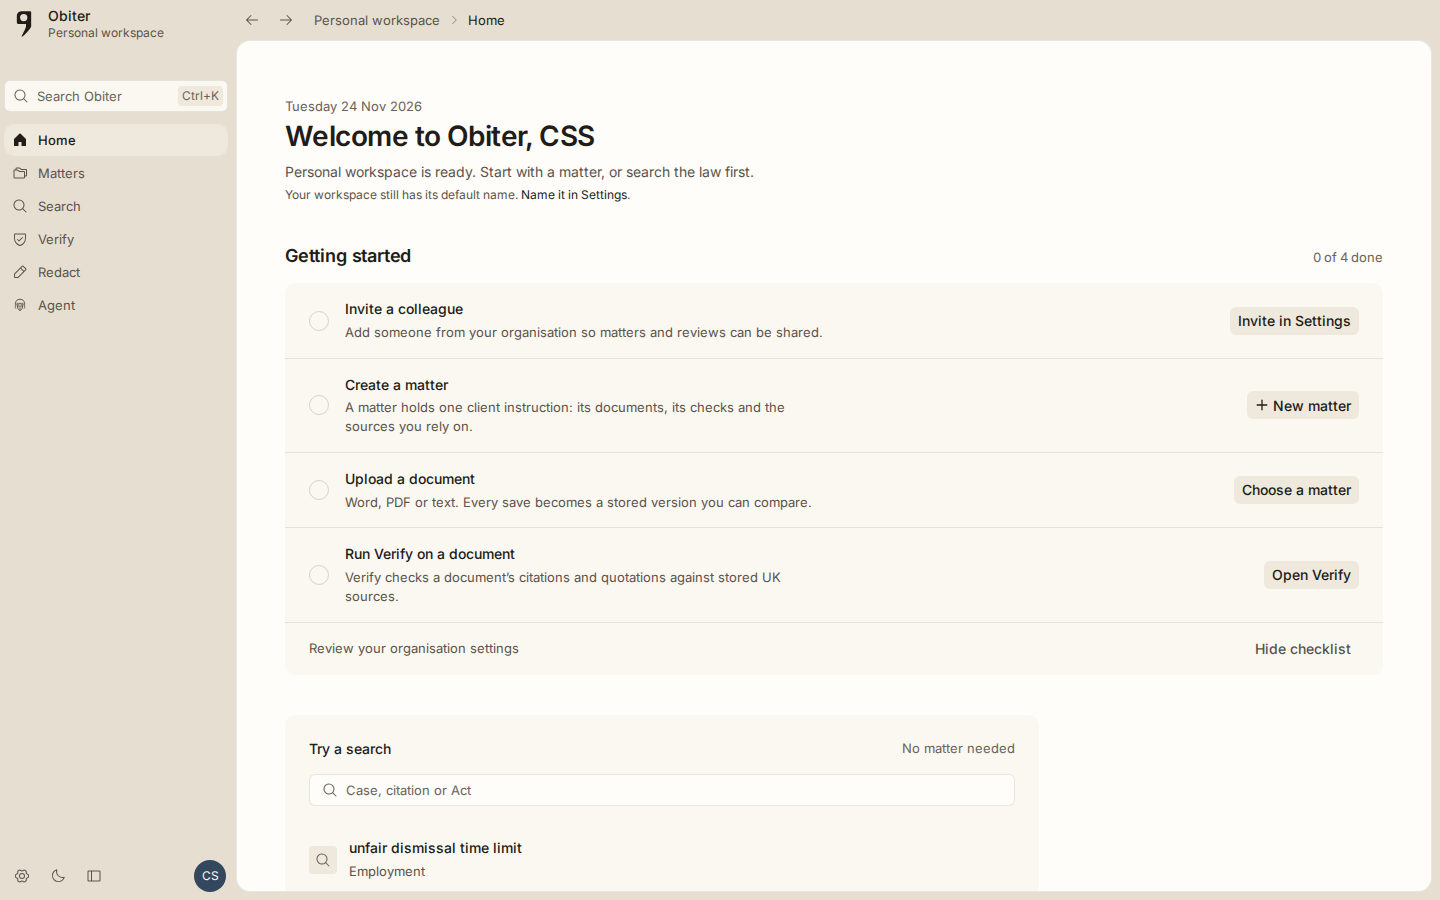 Obiter
Personal workspace
Search Obiter
Ctrl+K
Home
Matters
Search
Verify
Redact
Agent
CS
Personal workspace
Home
Tuesday 24 Nov 2026
Welcome to Obiter, CSS
Personal workspace is ready. Start with a matter, or search the law first.
Your workspace still has its default name. Name it in Settings.
Getting started
0 of 4 done
Invite a colleague
Add someone from your organisation so matters and reviews can be shared.
Invite in Settings
Create a matter
A matter holds one client instruction: its documents, its checks and the
sources you rely on.
New matter
Upload a document
Word, PDF or text. Every save becomes a stored version you can compare.
Choose a matter
Run Verify on a document
Verify checks a document’s citations and quotations against stored UK
sources.
Open Verify
Review your organisation settings
Hide checklist
Try a search
No matter needed
Case, citation or Act
unfair dismissal time limit
Employment